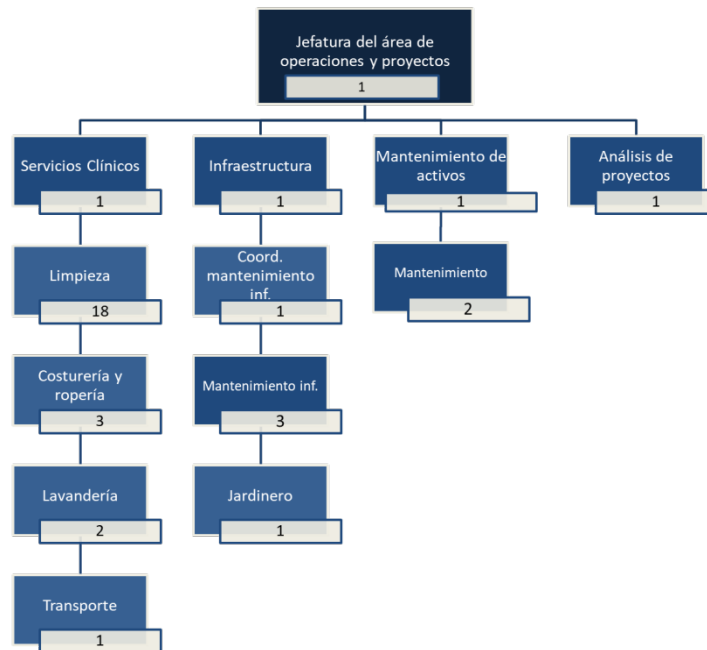 Jefatura del área de
operaciones y proyectos
1
Servicios Clínicos
1
Infraestructura
1
Mantenimiento de
activos
1
Análisis de
proyectos
1
Limpieza
18
Coord.
mantenimiento
inf.
1
Mantenimiento
2
Costurería y
ropería
3
Mantenimiento inf.
3
Lavandería
2
Jardinero
1
Transporte
1